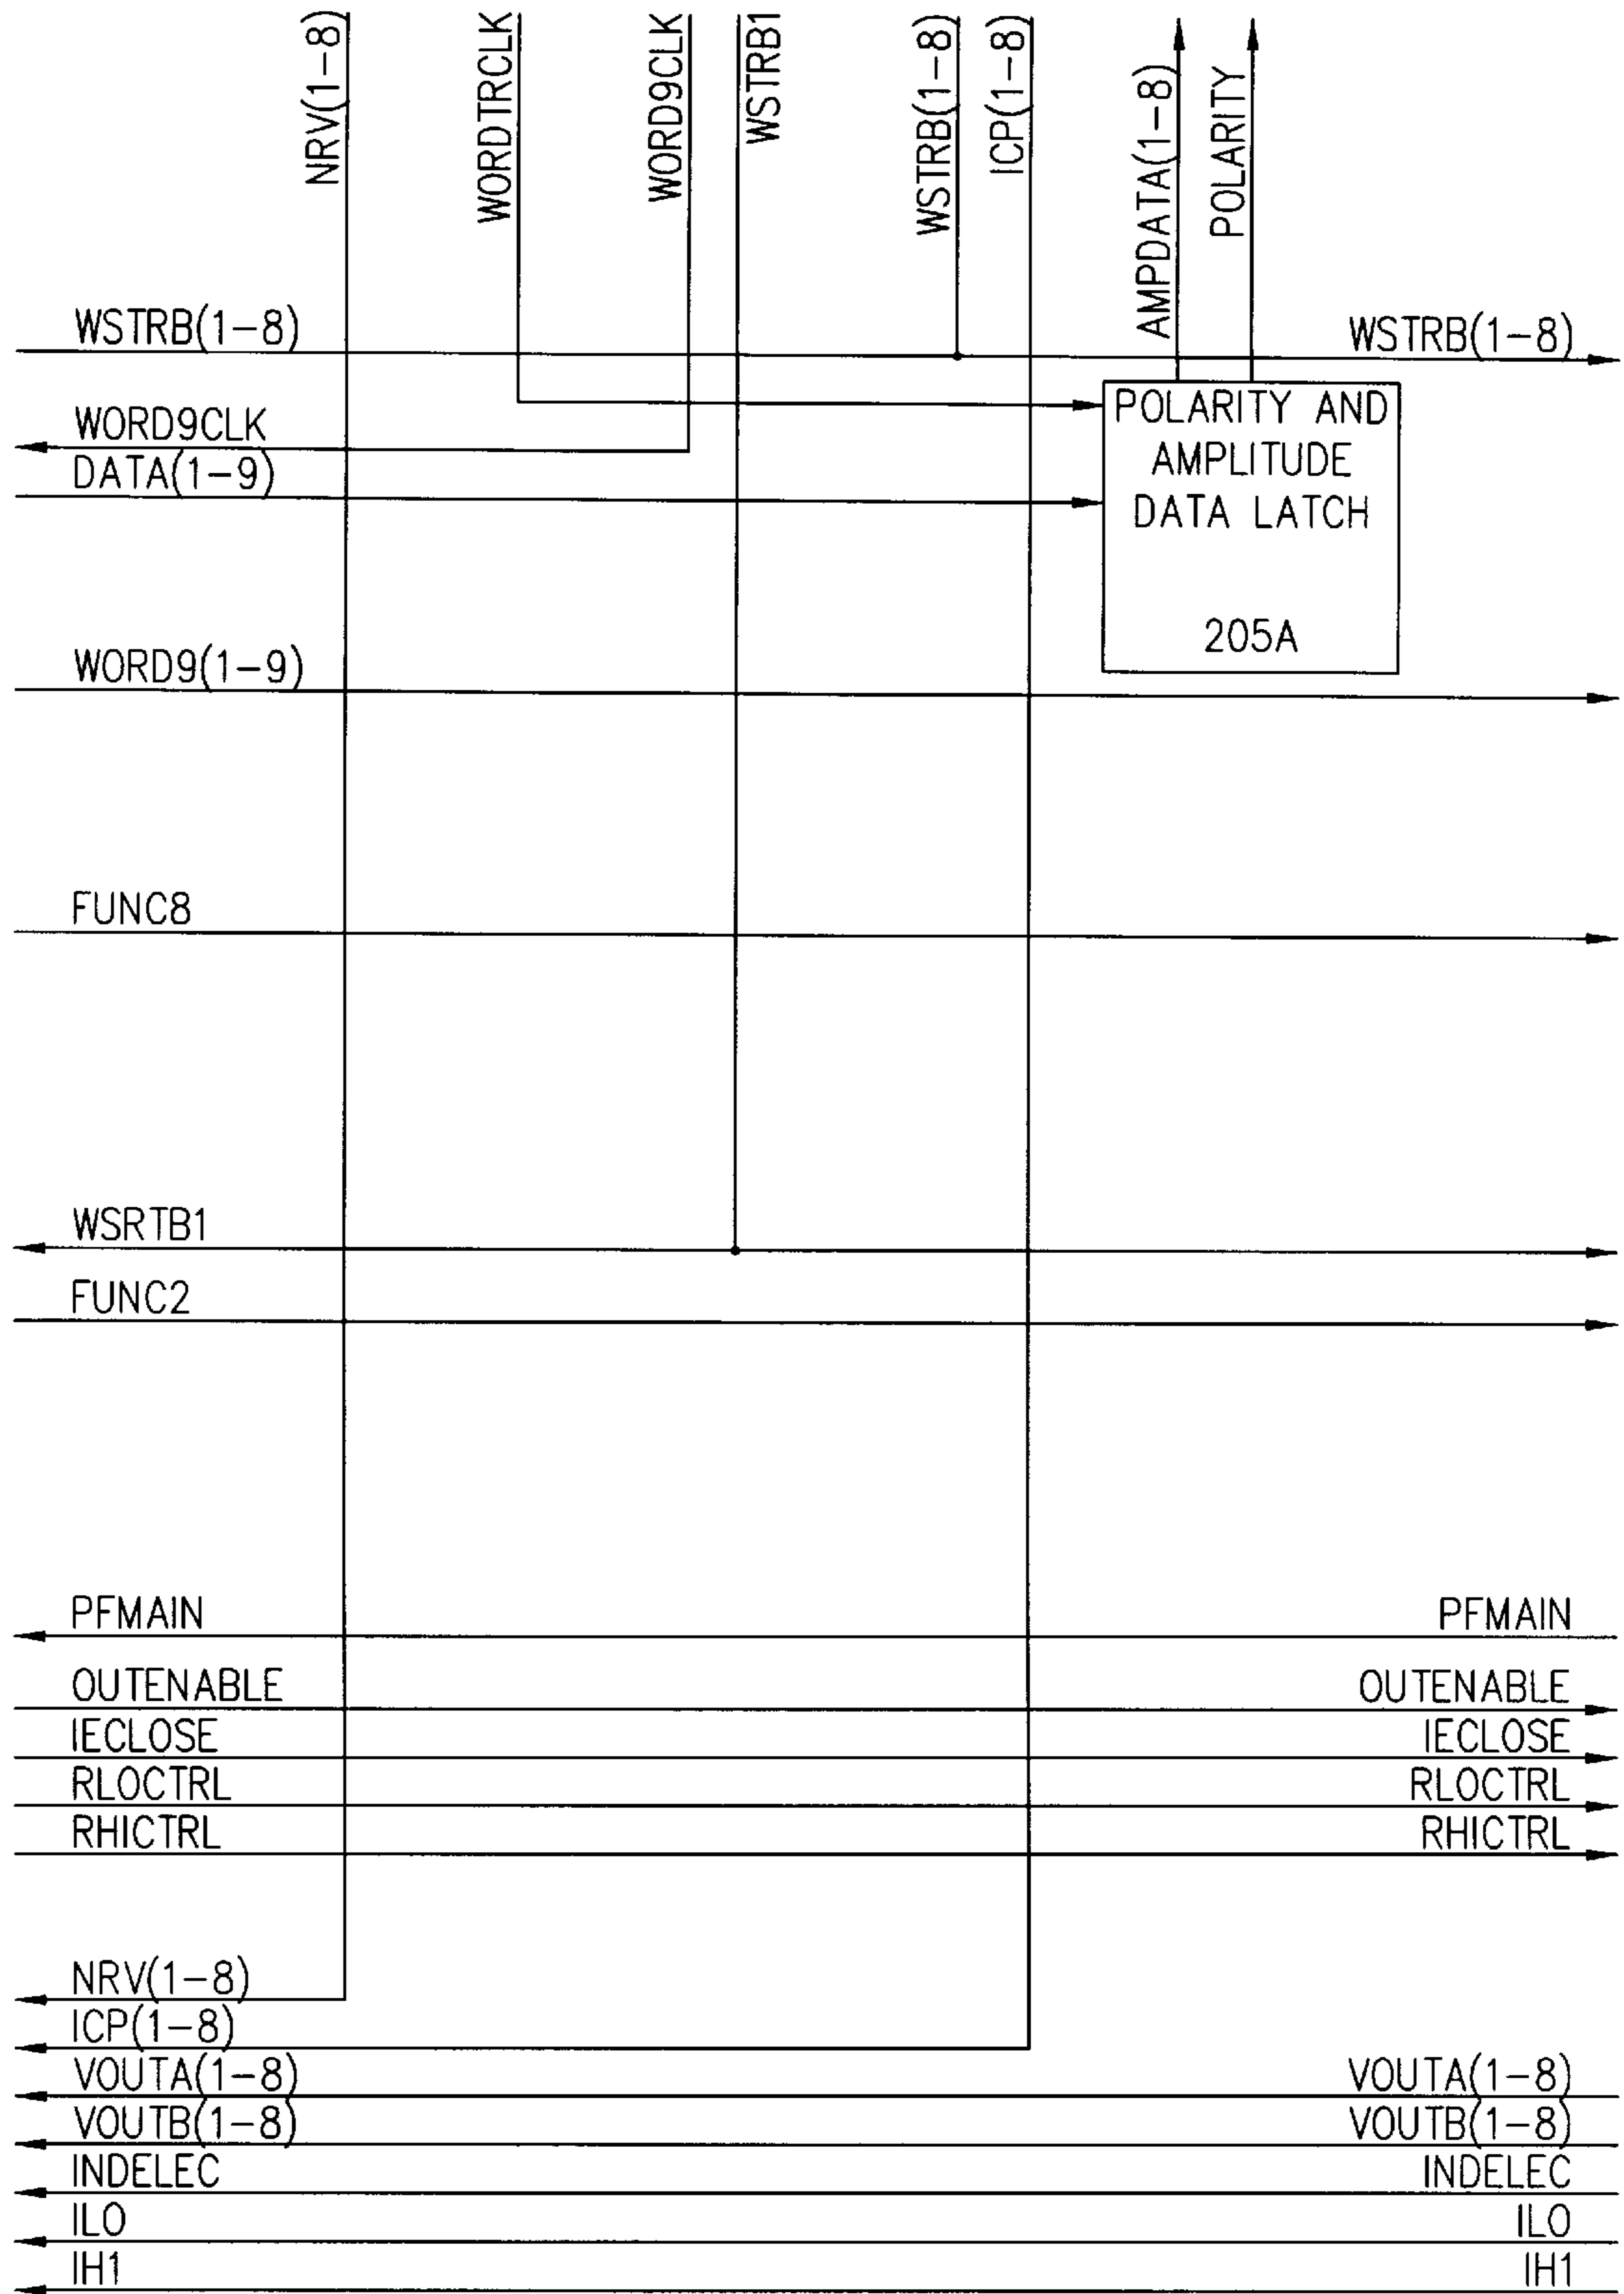 NRV(1-8)
WORDTRCLK
WORD9CLK
WSTRB1
WSTRB(1-8)
ICP(1-8)
AMPDATA(1-8)
POLARITY
WSTRB(1-8)
WSTRB(1-8)
WORD9CLK
DATA(1-9)
POLARITY AND
AMPLITUDE
DATA LATCH
205A
WORD9(1-9)
FUNC8
WSRTB1
FUNC2
PFMAIN
PFMAIN
OUTENABLE
OUTENABLE
IECLOSE
IECLOSE
RLOCTRL
RLOCTRL
RHICTRL
RHICTRL
NRV(1-8)
ICP(1-8)
VOUTA(1-8)
VOUTA(1-8)
VOUTB(1-8)
VOUTB(1-8)
INDELEC
INDELEC
ILO
ILO
IH1
IH1